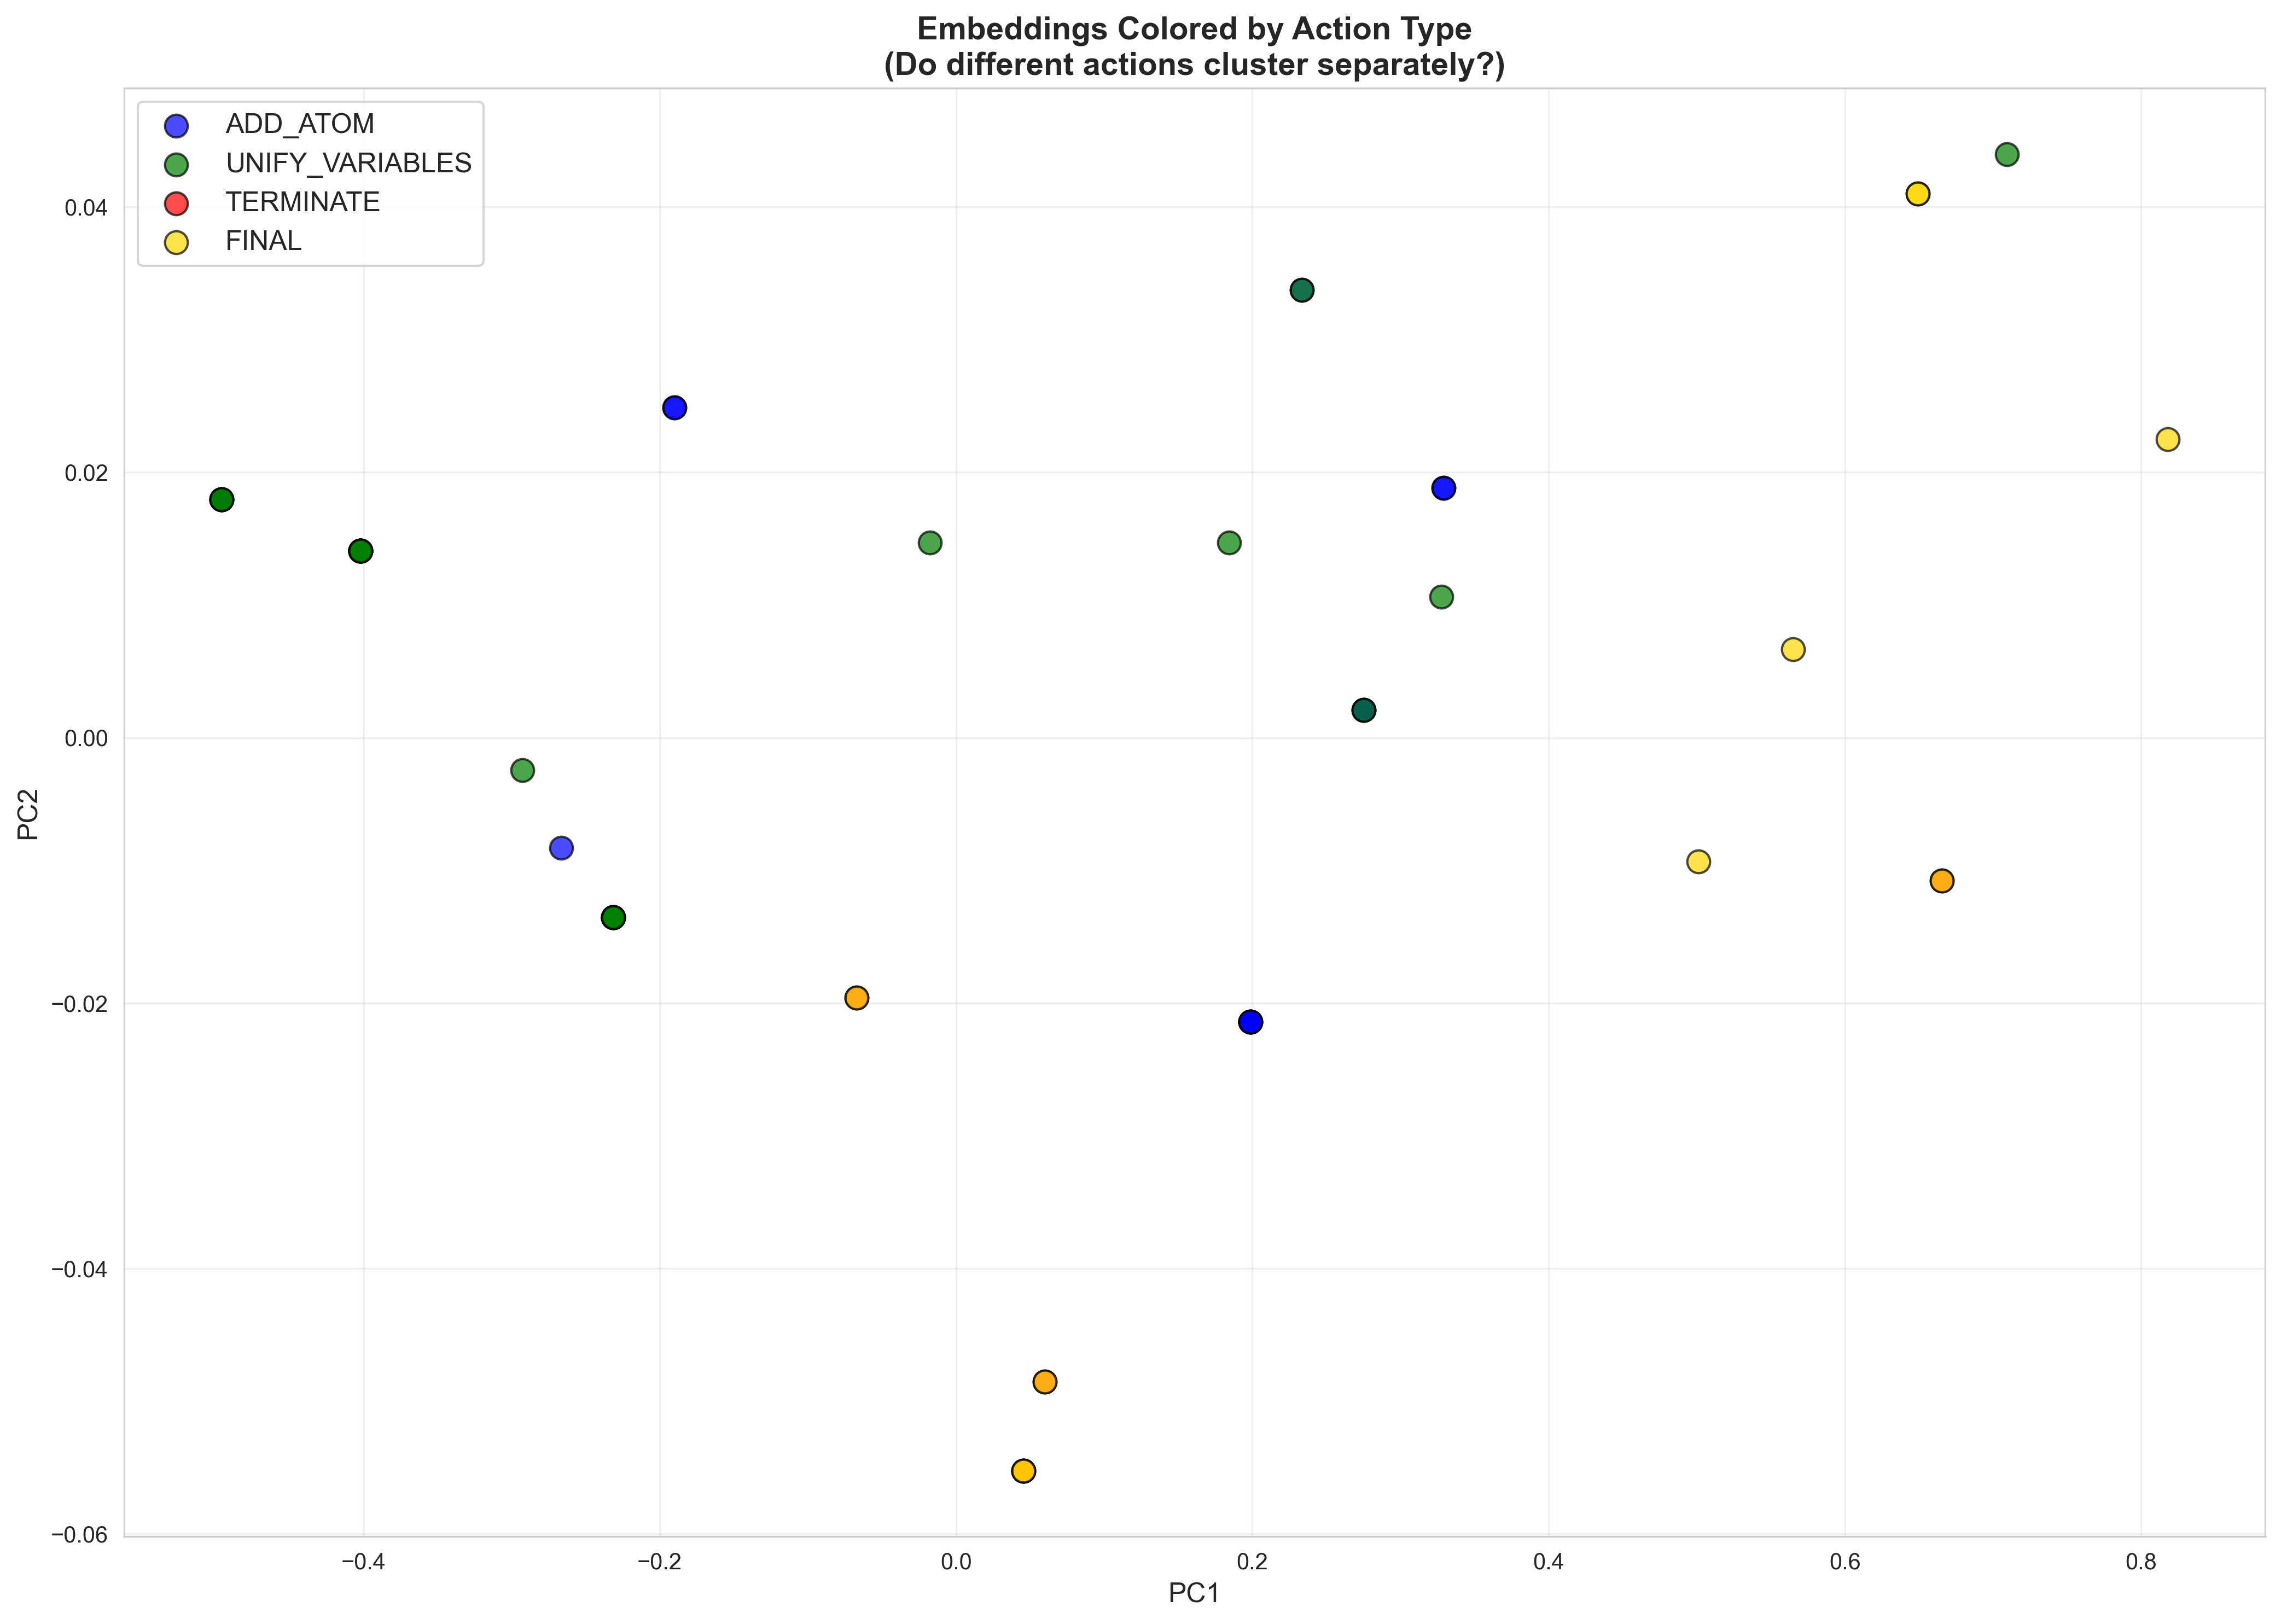 Embeddings Colored by Action Type
(Do different actions cluster separately?)
ADD_ATOM
UNIFY_VARIABLES
TERMINATE
FINAL
0.04
0.02
0.00
−0.02
−0.04
−0.06
PC2
−0.4
−0.2
0.0
0.2
0.4
0.6
0.8
PC1